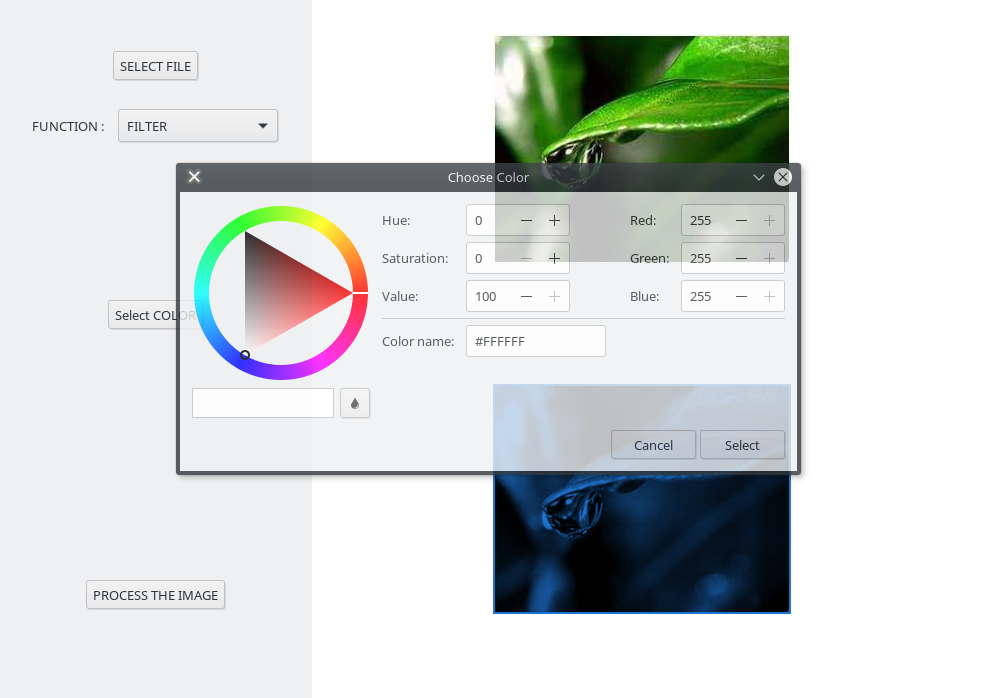 SELECT FILE
FUNCTION :
FILTER
Choose Color
Hue: 0
Red: 255
Saturation: 0
Green: 255
Value: 100
Blue: 255
Select COLOR
Color name: #FFFFFF
Cancel
Select
PROCESS THE IMAGE